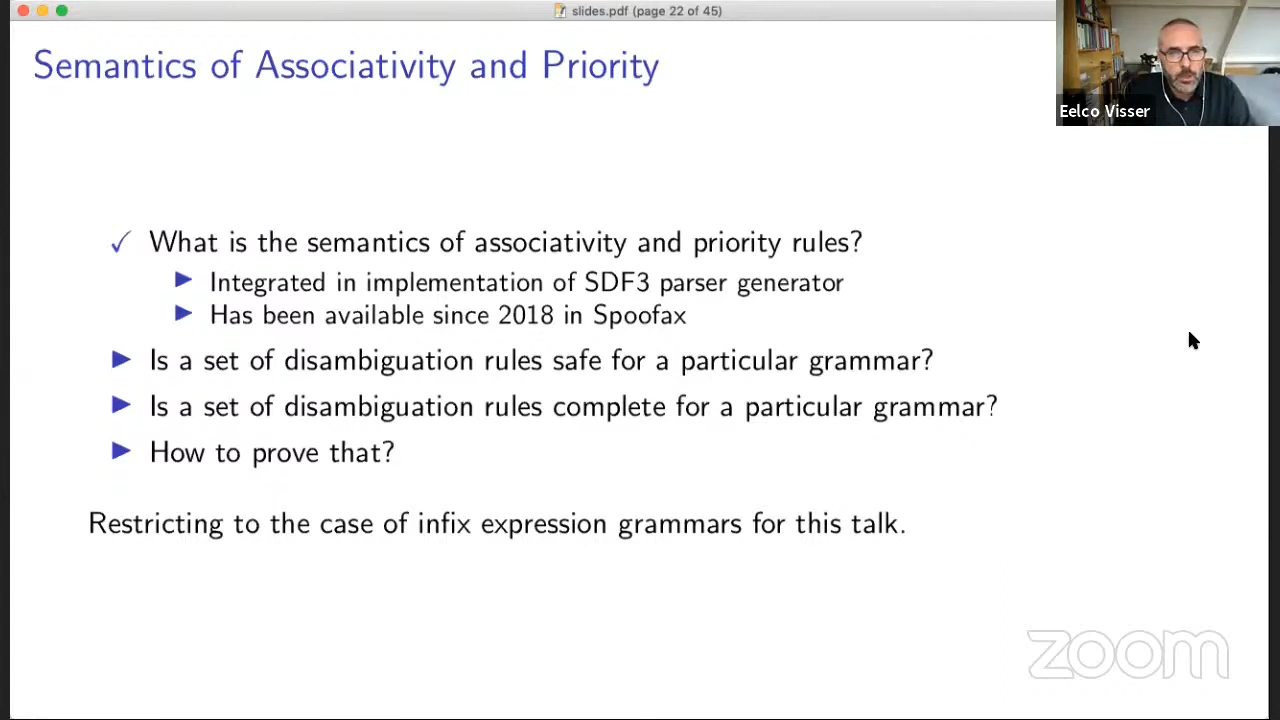 slides.pdf (page 22 of 45)
Semantics of Associativity and Priority
Eelco Visser
✓ What is the semantics of associativity and priority rules?
▶ Integrated in implementation of SDF3 parser generator
▶ Has been available since 2018 in Spoofax
▶ Is a set of disambiguation rules safe for a particular grammar?
▶ Is a set of disambiguation rules complete for a particular grammar?
▶ How to prove that?
Restricting to the case of infix expression grammars for this talk.
zoom